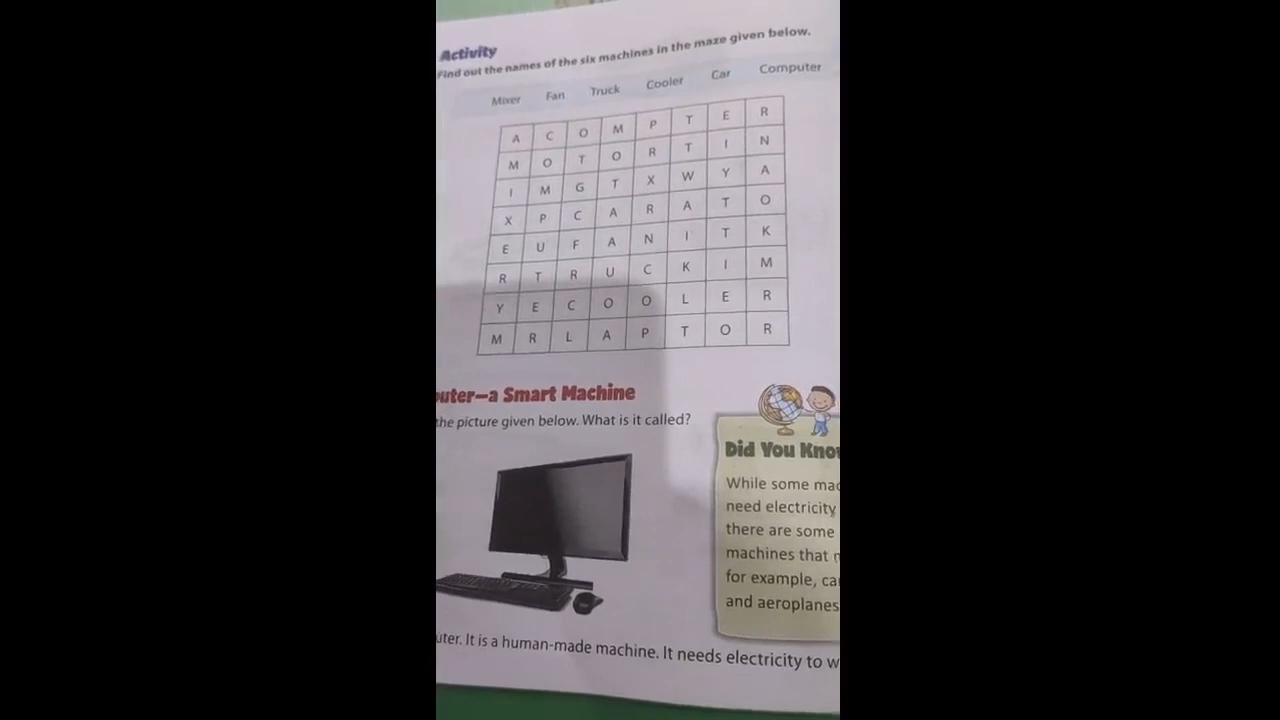 Activity
Find out the names of the six machines in the maze given below.
Mixer Fan Truck Cooler Car Computer
A C O M P T E R
M O T O R T I N
I M G T X W Y A
X P C A R A T O
E U F A N I T K
R T R U C K I M
Y E C O O L E R
M R L A P T O R
uter—a Smart Machine
the picture given below. What is it called?
Did You Kno
While some mac
need electricity
there are some
machines that
for example, ca
and aeroplanes
uter. It is a human-made machine. It needs electricity to w